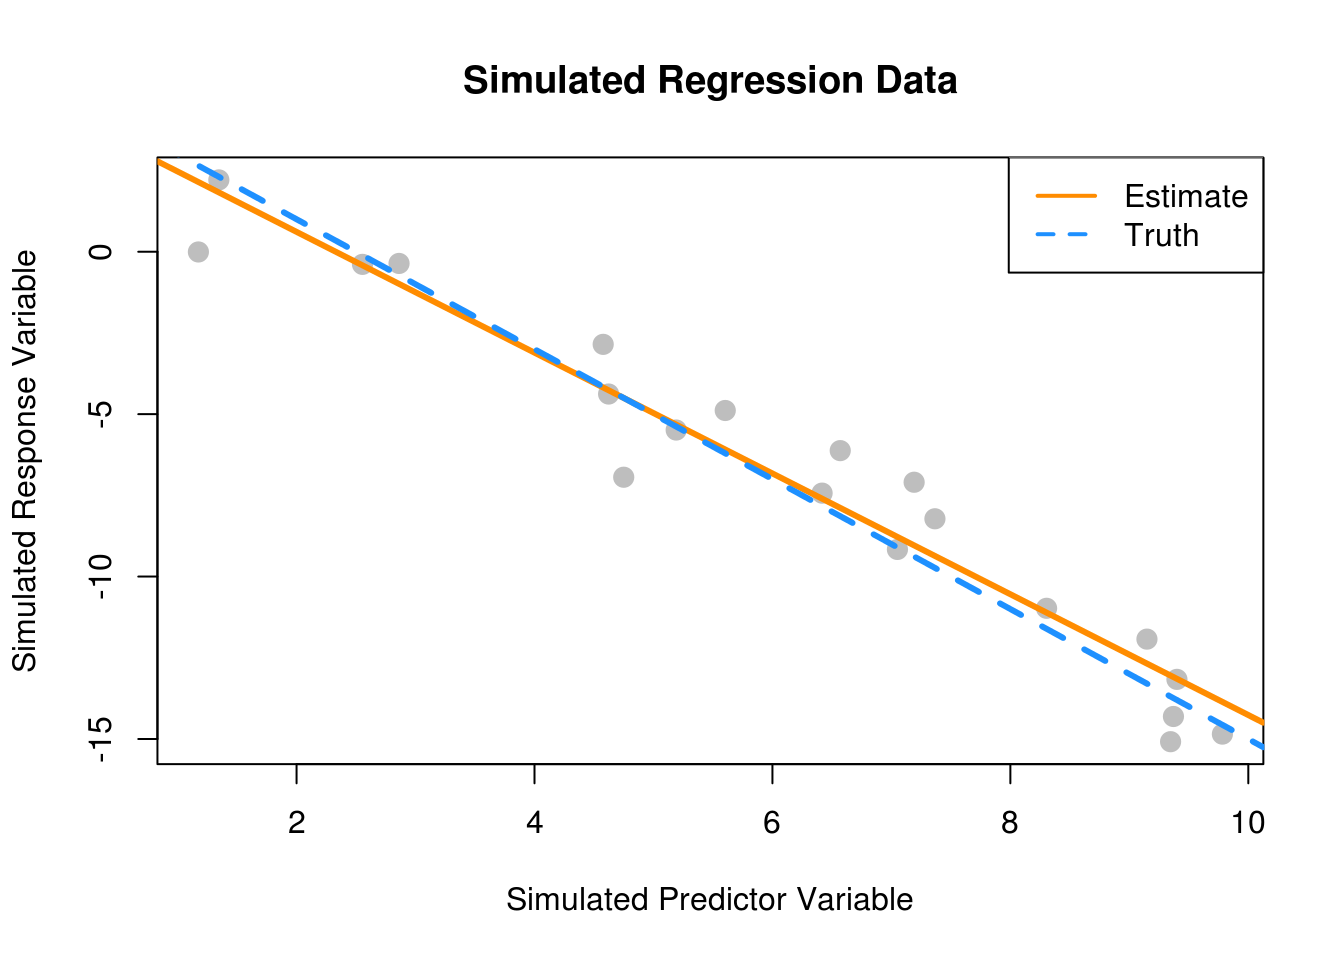 Simulated Regression Data
Estimate
Truth
Simulated Response Variable
0
-5
-10
-15
2
4
6
8
10
Simulated Predictor Variable